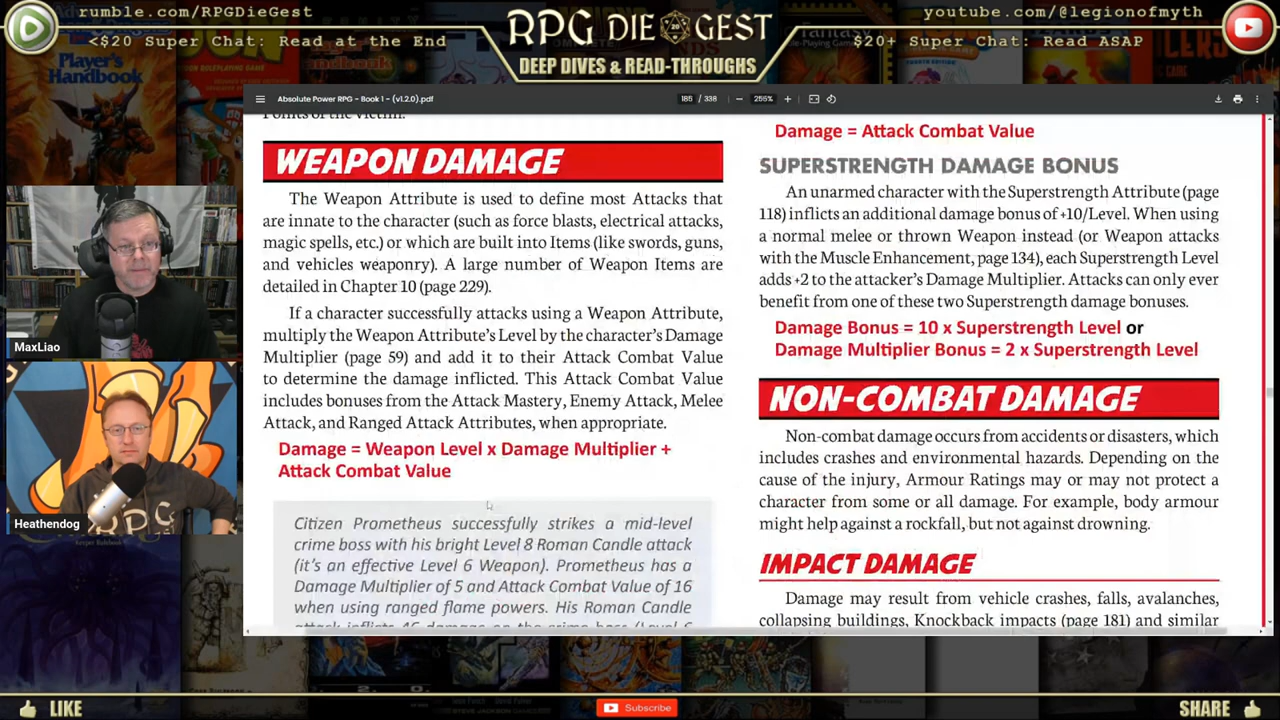 rumble.com/RPGDieGest
<$20 Super Chat: Read at the End
RPG DIE GEST
DEEP DIVES & READ-THROUGHS
youtube.com/@legionofmyth
$20+ Super Chat: Read ASAP
Player's
Handbook
Absolute Power RPG - Book 1 - (v1.2.0).pdf
185 / 338
256%
Points of the victim.
WEAPON DAMAGE
The Weapon Attribute is used to define most Attacks that
are innate to the character (such as force blasts, electrical attacks,
magic spells, etc.) or which are built into Items (like swords, guns,
and vehicles weaponry). A large number of Weapon Items are
detailed in Chapter 10 (page 229).
If a character successfully attacks using a Weapon Attribute,
multiply the Weapon Attribute's Level by the character's Damage
Multiplier (page 59) and add it to their Attack Combat Value
to determine the damage inflicted. This Attack Combat Value
includes bonuses from the Attack Mastery, Enemy Attack, Melee
Attack, and Ranged Attack Attributes, when appropriate.
Damage = Weapon Level x Damage Multiplier +
Attack Combat Value
Citizen Prometheus successfully strikes a mid-level
crime boss with his bright Level 8 Roman Candle attack
(it's an effective Level 6 Weapon). Prometheus has a
Damage Multiplier of 5 and Attack Combat Value of 16
when using ranged flame powers. His Roman Candle
attack inflicts 46 damage on the crime boss (Level 6
Damage = Attack Combat Value
SUPERSTRENGTH DAMAGE BONUS
An unarmed character with the Superstrength Attribute (page
118) inflicts an additional damage bonus of +10/Level. When using
a normal melee or thrown Weapon instead (or Weapon attacks
with the Muscle Enhancement, page 134), each Superstrength Level
adds +2 to the attacker's Damage Multiplier. Attacks can only ever
benefit from one of these two Superstrength damage bonuses.
Damage Bonus = 10 x Superstrength Level or
Damage Multiplier Bonus = 2 x Superstrength Level
NON-COMBAT DAMAGE
Non-combat damage occurs from accidents or disasters, which
includes crashes and environmental hazards. Depending on the
cause of the injury, Armour Ratings may or may not protect a
character from some or all damage. For example, body armour
might help against a rockfall, but not against drowning.
IMPACT DAMAGE
Damage may result from vehicle crashes, falls, avalanches,
collapsing buildings, Knockback impacts (page 181) and similar
MaxLiao
Heathendog
LIKE
Subscribe
SHARE